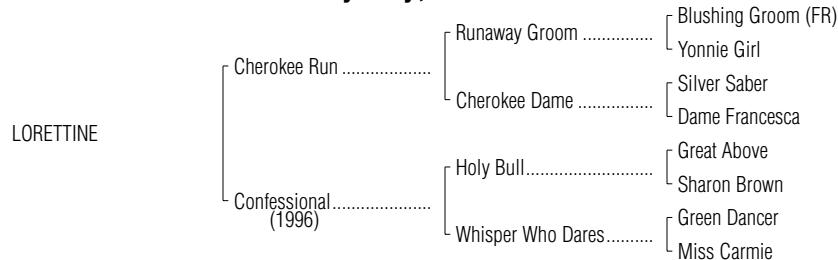 Blushing Groom (FR)
Runaway Groom ...............
Yonnie Girl
Cherokee Run ...................
Silver Saber
Cherokee Dame ...............
Dame Francesca
LORETTINE
Great Above
Holy Bull..........................
Sharon Brown
Confessional.....................
(1996)
Green Dancer
Whisper Who Dares..........
Miss Carmie